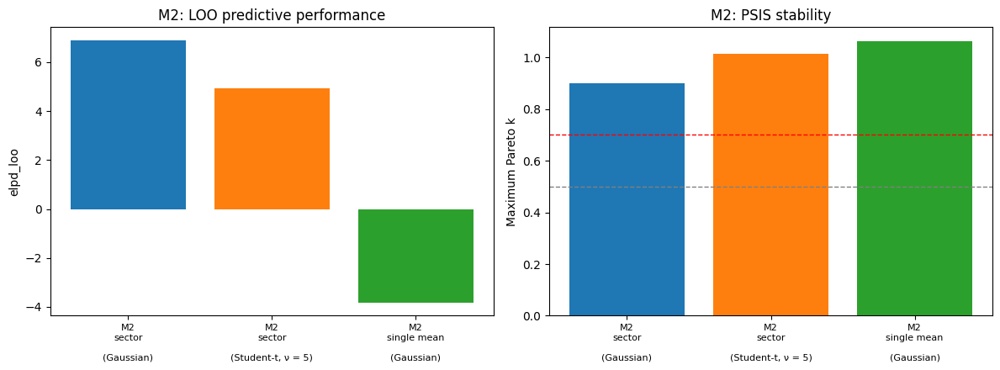 M2: LOO predictive performance
elpd_loo
6
4
2
0
−2
−4
M2
sector
(Gaussian)
M2
sector
(Student-t, ν = 5)
M2
single mean
(Gaussian)
M2: PSIS stability
Maximum Pareto k
1.0
0.8
0.6
0.4
0.2
0.0
M2
sector
(Gaussian)
M2
sector
(Student-t, ν = 5)
M2
single mean
(Gaussian)